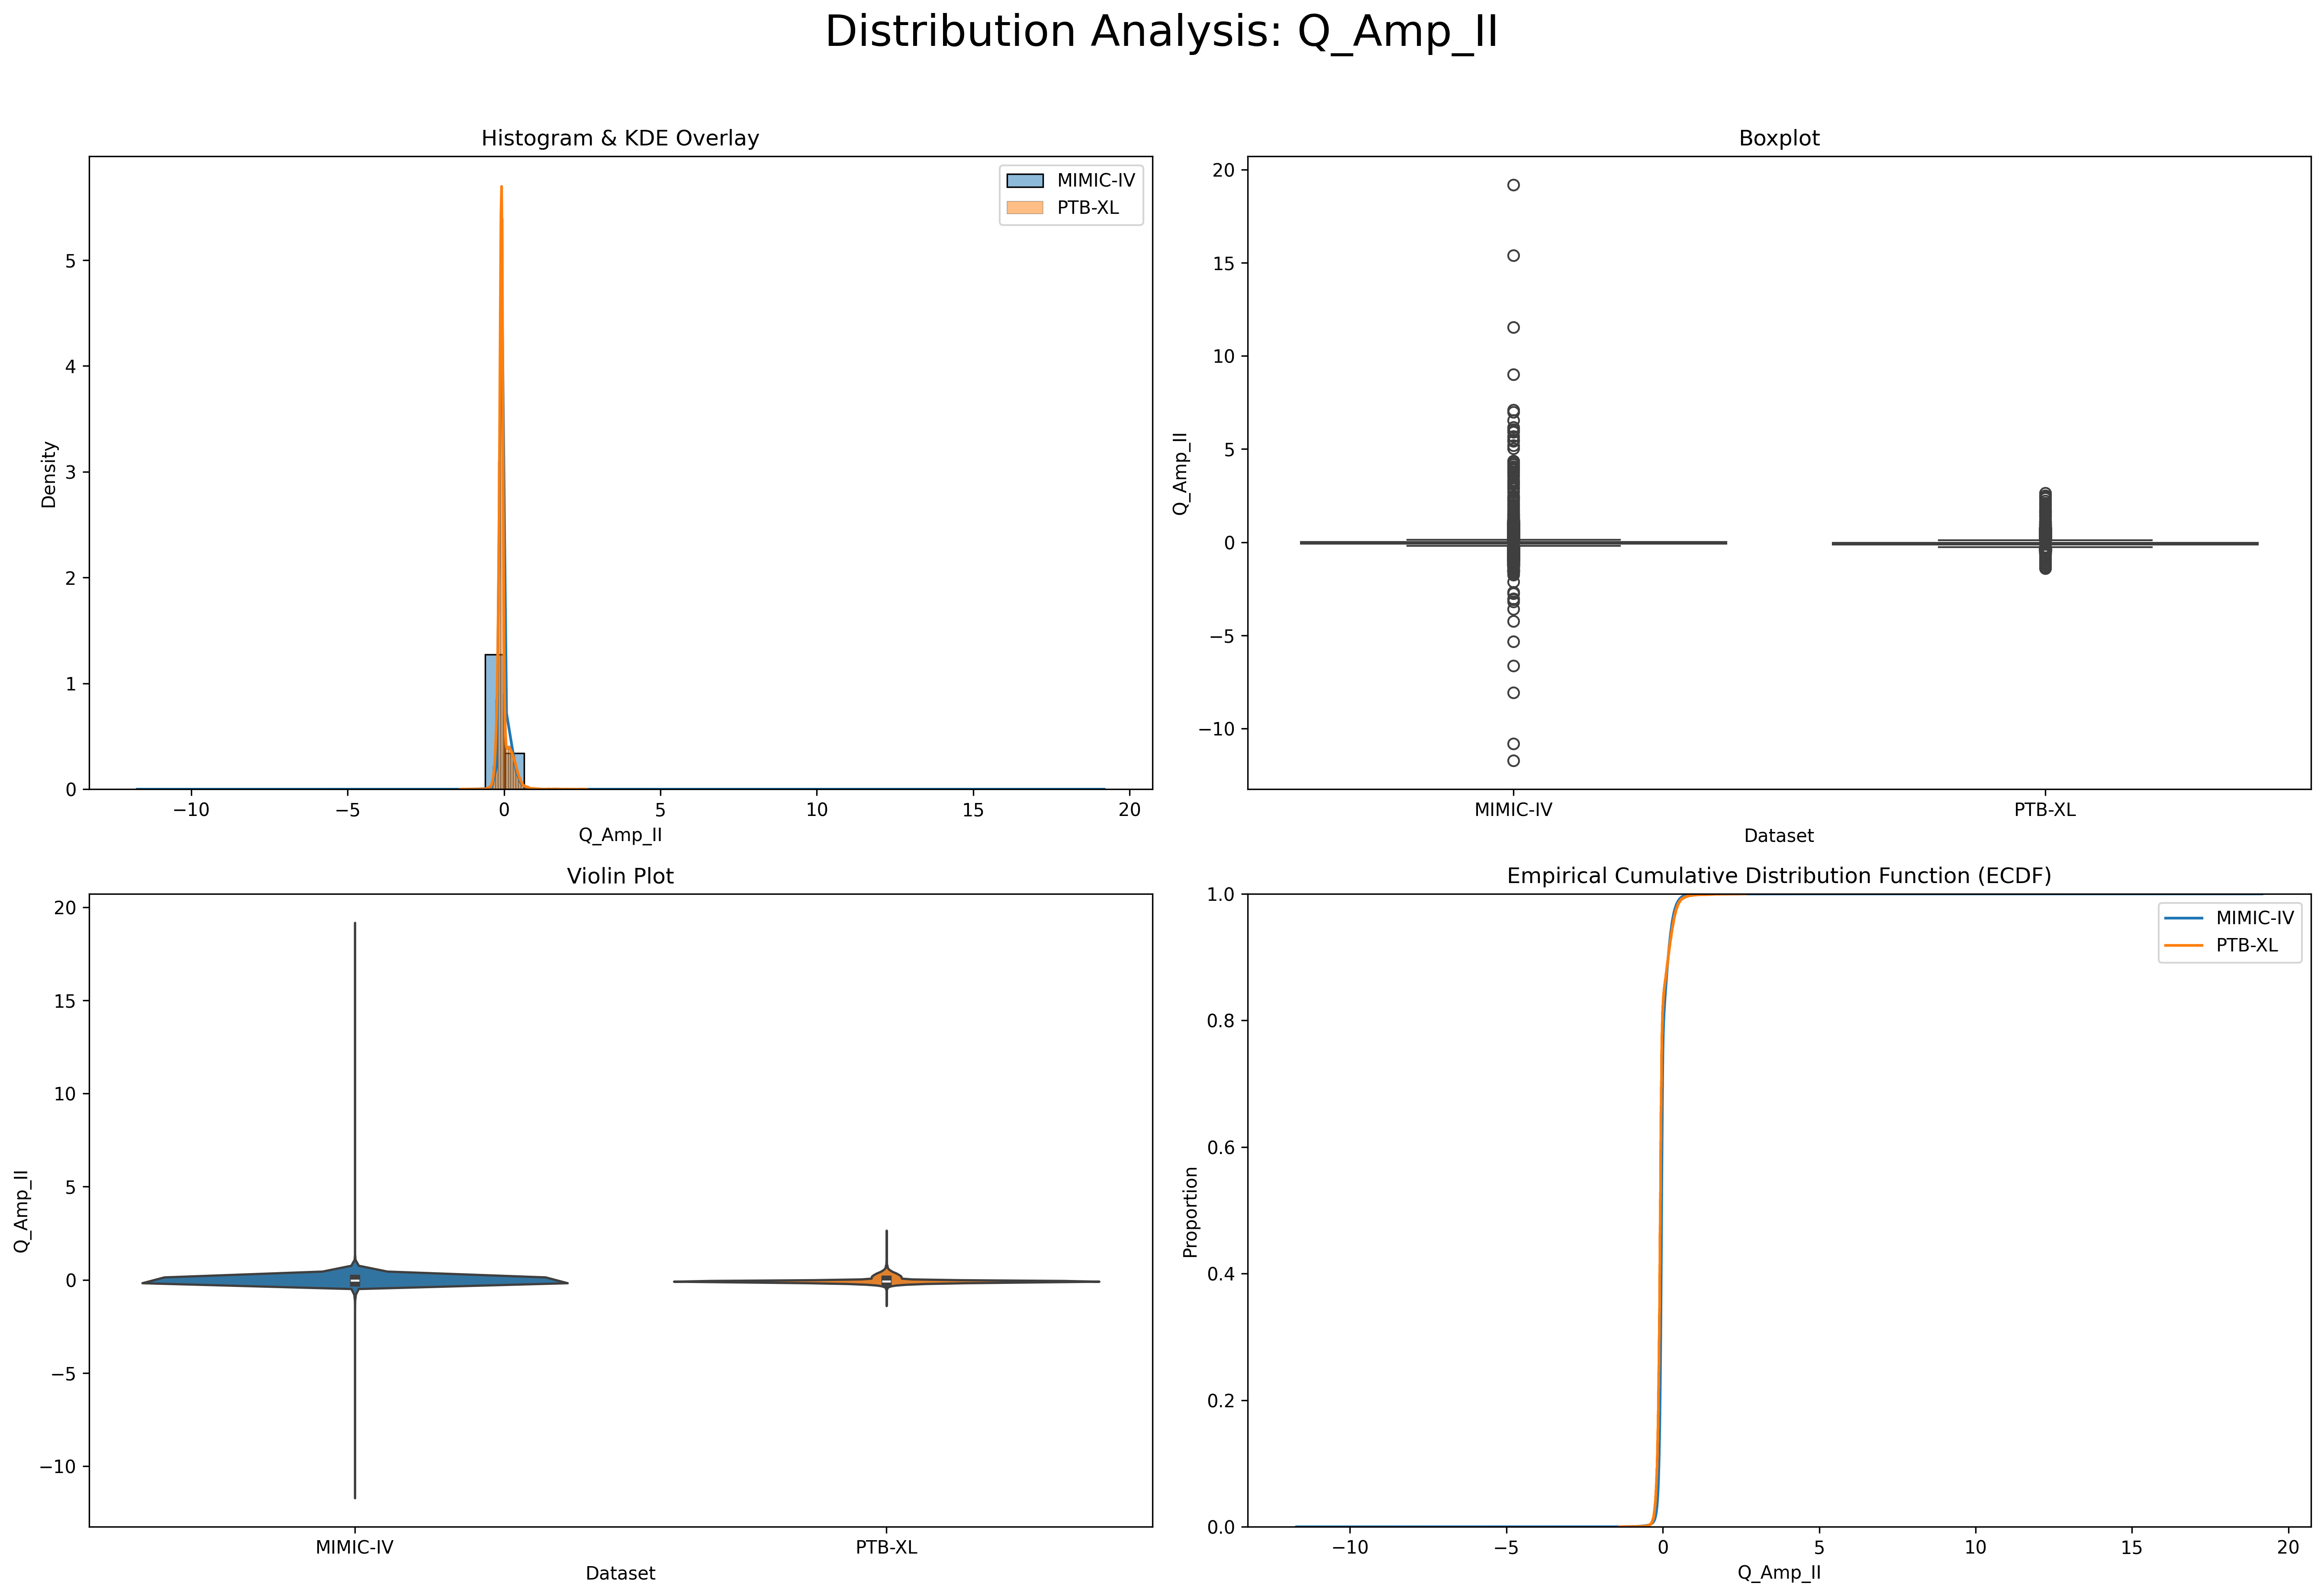 Distribution Analysis: Q_Amp_II
Histogram & KDE Overlay
MIMIC-IV
PTB-XL
Density
5
4
3
2
1
0
−10
−5
0
5
10
15
20
Q_Amp_II
Boxplot
Q_Amp_II
20
15
10
5
0
−5
−10
MIMIC-IV
PTB-XL
Dataset
Violin Plot
Q_Amp_II
20
15
10
5
0
−5
−10
MIMIC-IV
PTB-XL
Dataset
Empirical Cumulative Distribution Function (ECDF)
MIMIC-IV
PTB-XL
Proportion
1.0
0.8
0.6
0.4
0.2
0.0
−10
−5
0
5
10
15
20
Q_Amp_II